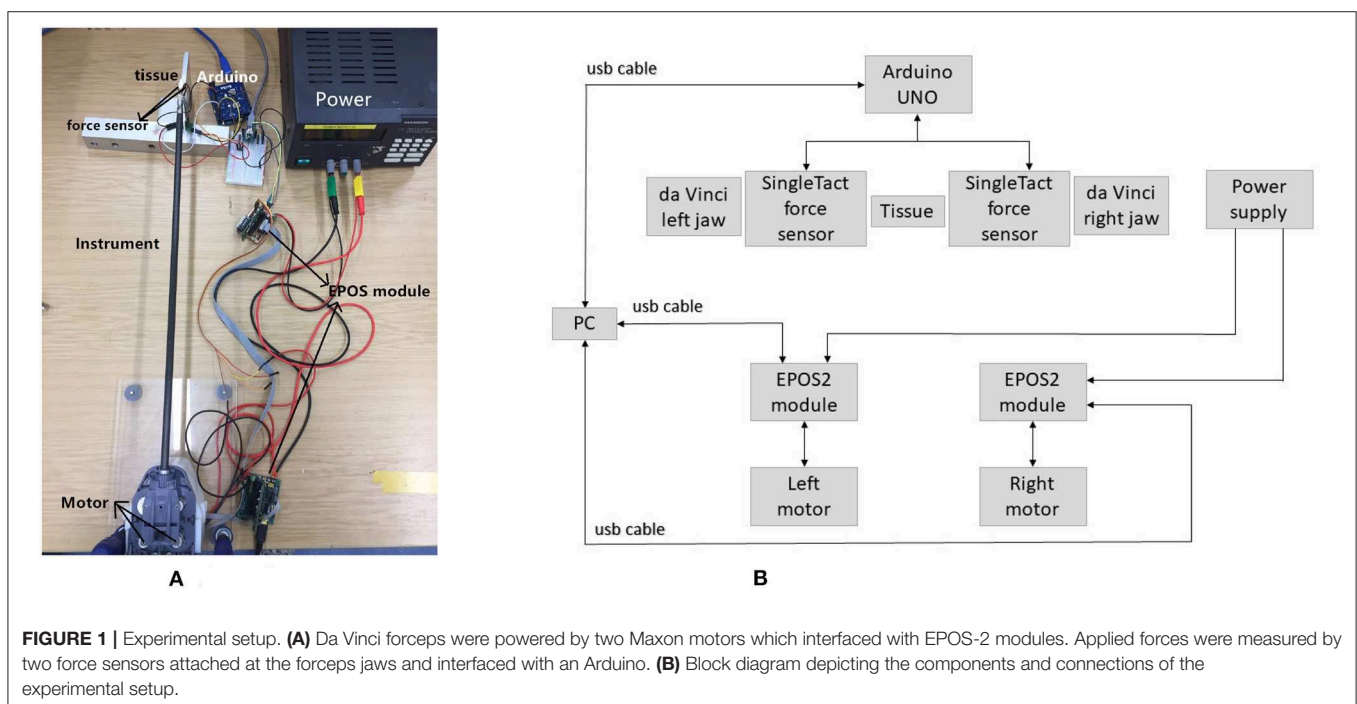 tissue
Arduino
Power
force sensor
Instrument
EPOS module
Motor
A
usb cable
Arduino
UNO
da Vinci
left jaw
SingleTact
force
sensor
Tissue
SingleTact
force
sensor
da Vinci
right jaw
Power
supply
PC
usb cable
EPOS2
module
EPOS2
module
Left
motor
Right
motor
usb cable
B
FIGURE 1 | Experimental setup. (A) Da Vinci forceps were powered by two Maxon motors which interfaced with EPOS-2 modules. Applied forces were measured by
two force sensors attached at the forceps jaws and interfaced with an Arduino. (B) Block diagram depicting the components and connections of the
experimental setup.